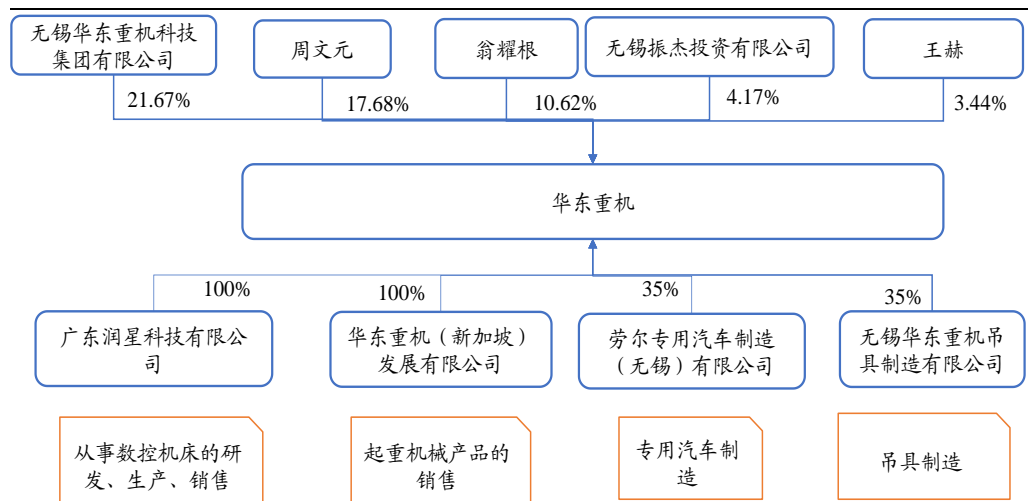 无锡华东重机科技
集团有限公司
周文元
翁耀根
无锡振杰投资有限公司
王赫
21.67%
17.68%
10.62%
4.17%
3.44%
华东重机
100%
100%
35%
35%
广东润星科技有限公
司
华东重机（新加坡）
发展有限公司
劳尔专用汽车制造
（无锡）有限公司
无锡华东重机吊
具制造有限公司
从事数控机床的研
发、生产、销售
起重机械产品的
销售
专用汽车制
造
吊具制造